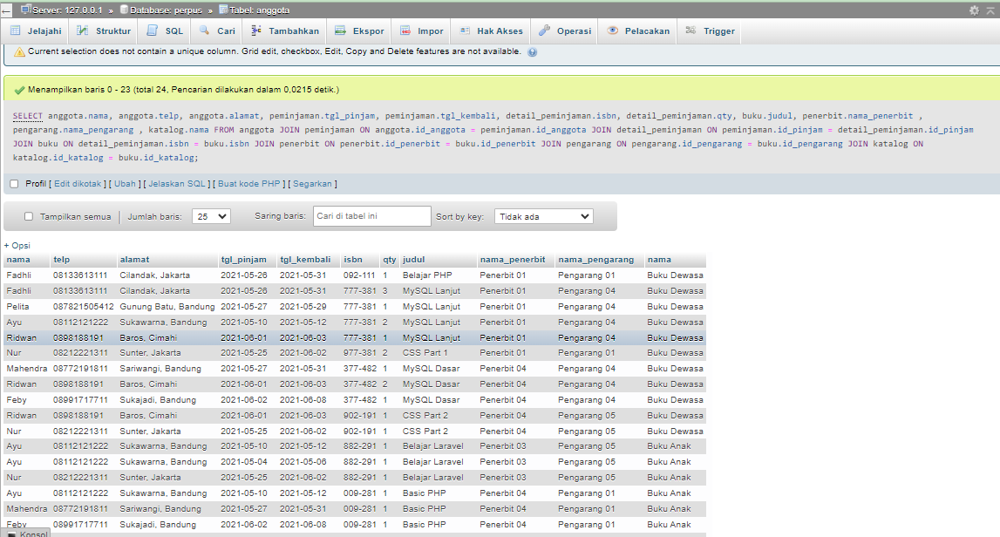 Server: 127.0.0.1 » Database: perpus » Tabel: anggota
Jelajahi Struktur SQL Cari Tambahkan Ekspor Impor Hak Akses Operasi Pelacakan Trigger
Current selection does not contain a unique column. Grid edit, checkbox, Edit, Copy and Delete features are not available.
Menampilkan baris 0 - 23 (total 24, Pencarian dilakukan dalam 0,0215 detik.)
SELECT anggota.nama, anggota.telp, anggota.alamat, peminjaman.tgl_pinjam, peminjaman.tgl_kembali, detail_peminjaman.isbn, detail_peminjaman.qty, buku.judul, penerbit.nama_penerbit ,
pengarang.nama_pengarang , katalog.nama FROM anggota JOIN peminjaman ON anggota.id_anggota = peminjaman.id_anggota JOIN detail_peminjaman ON peminjaman.id_pinjam = detail_peminjaman.id_pinjam
JOIN buku ON detail_peminjaman.isbn = buku.isbn JOIN penerbit ON penerbit.id_penerbit = buku.id_penerbit JOIN pengarang ON pengarang.id_pengarang = buku.id_pengarang JOIN katalog ON
katalog.id_katalog = buku.id_katalog;
Profil [ Edit dikotak ] [ Ubah ] [ Jelaskan SQL ] [ Buat kode PHP ] [ Segarkan ]
Tampilkan semua Jumlah baris: 25 Saring baris: Cari di tabel ini Sort by key: Tidak ada
+ Opsi
nama telp alamat tgl_pinjam tgl_kembali isbn qty judul nama_penerbit nama_pengarang nama
Fadhli 08133613111 Cilandak, Jakarta 2021-05-26 2021-05-31 092-111 1 Belajar PHP Penerbit 01 Pengarang 01 Buku Dewasa
Fadhli 08133613111 Cilandak, Jakarta 2021-05-26 2021-05-31 777-381 3 MySQL Lanjut Penerbit 01 Pengarang 04 Buku Dewasa
Pelita 087821505412 Gunung Batu, Bandung 2021-05-27 2021-05-29 777-381 1 MySQL Lanjut Penerbit 01 Pengarang 04 Buku Dewasa
Ayu 08112121222 Sukawarna, Bandung 2021-05-10 2021-05-12 777-381 2 MySQL Lanjut Penerbit 01 Pengarang 04 Buku Dewasa
Ridwan 0898188191 Baros, Cimahi 2021-06-01 2021-06-03 777-381 1 MySQL Lanjut Penerbit 01 Pengarang 04 Buku Dewasa
Nur 08212221311 Sunter, Jakarta 2021-05-25 2021-06-02 977-381 2 CSS Part 1 Penerbit 01 Pengarang 01 Buku Dewasa
Mahendra 08772191811 Sariwangi, Bandung 2021-05-27 2021-05-31 377-482 1 MySQL Dasar Penerbit 04 Pengarang 04 Buku Dewasa
Ridwan 0898188191 Baros, Cimahi 2021-06-01 2021-06-03 377-482 2 MySQL Dasar Penerbit 04 Pengarang 04 Buku Dewasa
Feby 08991717711 Sukajadi, Bandung 2021-06-02 2021-06-08 377-482 1 MySQL Dasar Penerbit 04 Pengarang 04 Buku Dewasa
Ridwan 0898188191 Baros, Cimahi 2021-06-01 2021-06-03 902-191 1 CSS Part 2 Penerbit 04 Pengarang 05 Buku Dewasa
Nur 08212221311 Sunter, Jakarta 2021-05-25 2021-06-02 902-191 1 CSS Part 2 Penerbit 04 Pengarang 05 Buku Dewasa
Ayu 08112121222 Sukawarna, Bandung 2021-05-10 2021-05-12 882-291 1 Belajar Laravel Penerbit 03 Pengarang 05 Buku Anak
Ayu 08112121222 Sukawarna, Bandung 2021-05-04 2021-05-06 882-291 1 Belajar Laravel Penerbit 03 Pengarang 05 Buku Anak
Nur 08212221311 Sunter, Jakarta 2021-05-25 2021-06-02 882-291 1 Belajar Laravel Penerbit 03 Pengarang 05 Buku Anak
Ayu 08112121222 Sukawarna, Bandung 2021-05-10 2021-05-12 009-281 1 Basic PHP Penerbit 04 Pengarang 01 Buku Anak
Mahendra 08772191811 Sariwangi, Bandung 2021-05-27 2021-05-31 009-281 1 Basic PHP Penerbit 04 Pengarang 01 Buku Anak
Feby 08991717711 Sukajadi, Bandung 2021-06-02 2021-06-08 009-281 1 Basic PHP Penerbit 04 Pengarang 01 Buku Anak
Konsol